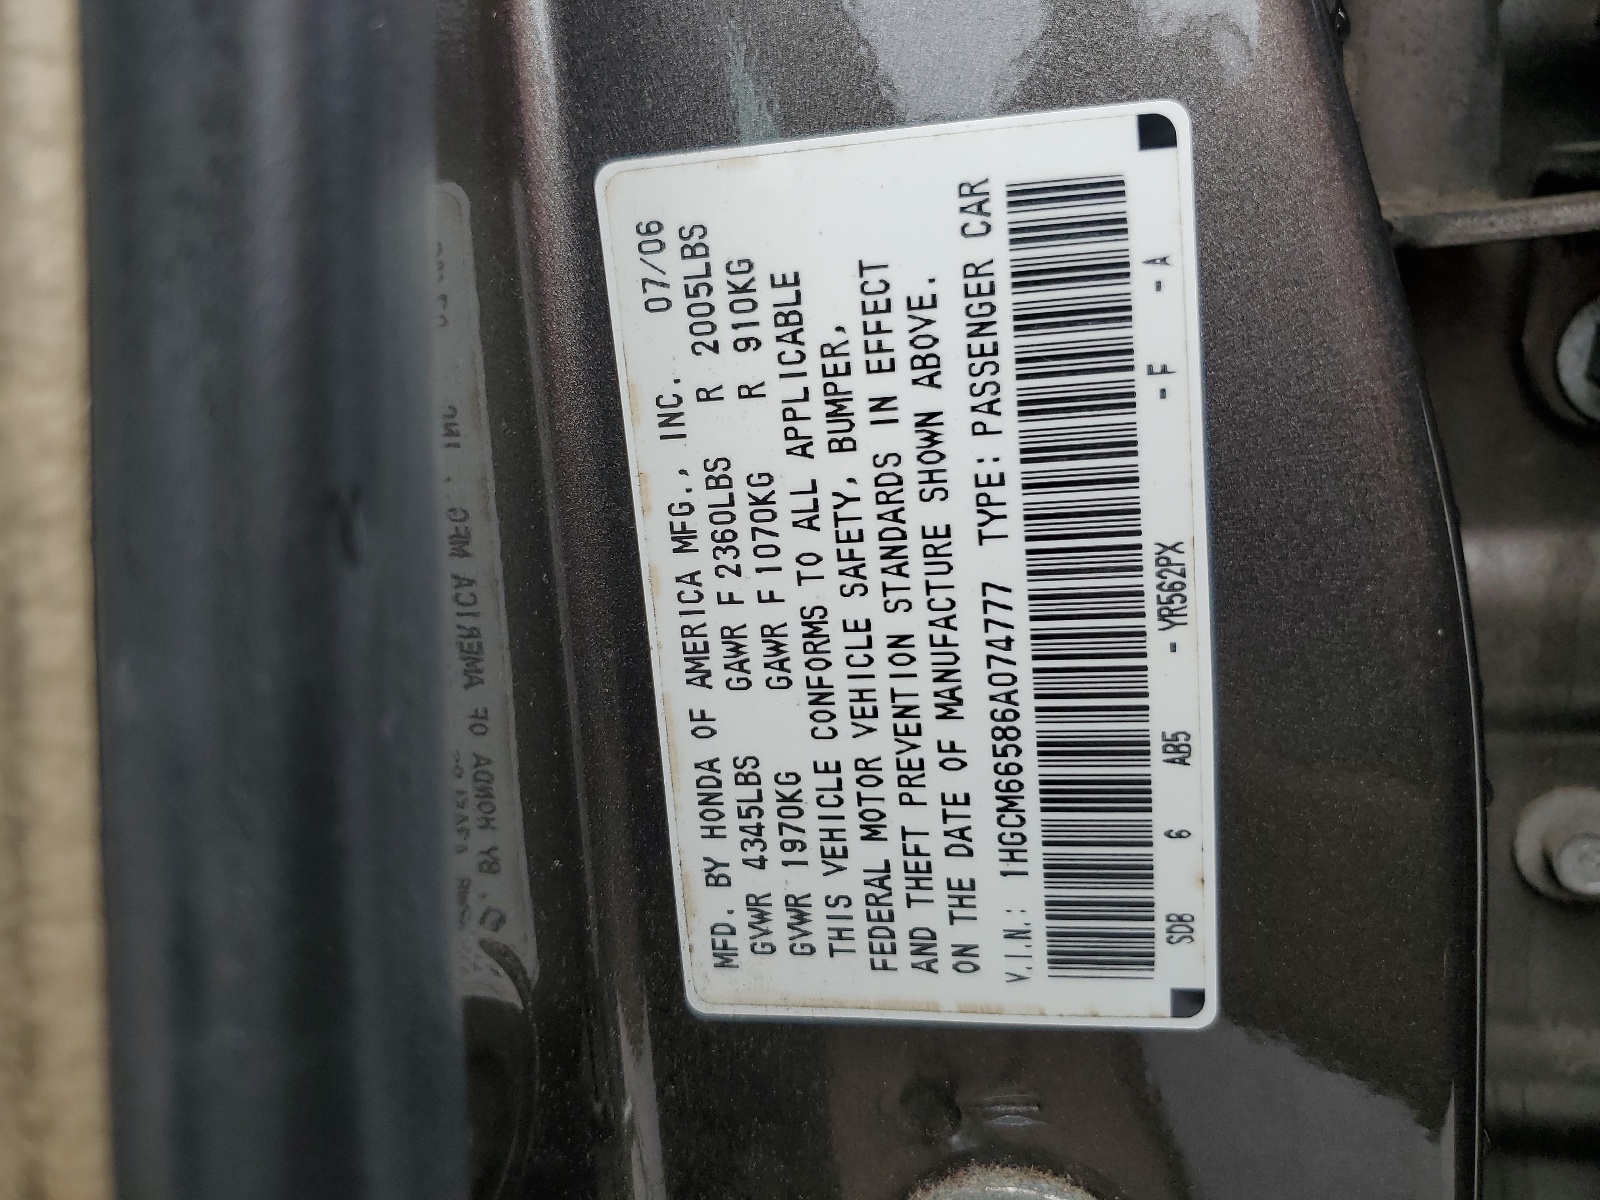 MFD. BY HONDA OF AMERICA MFG., INC. 07/06
GVWR 4345LBS GAWR F 2360LBS R 2005LBS
GVWR 1970KG GAWR F 1070KG R 910KG
THIS VEHICLE CONFORMS TO ALL APPLICABLE
FEDERAL MOTOR VEHICLE SAFETY, BUMPER,
AND THEFT PREVENTION STANDARDS IN EFFECT
ON THE DATE OF MANUFACTURE SHOWN ABOVE.
V.I.N.: 1HGCM66586A074777 TYPE: PASSENGER CAR
SDB 6 AB5 - YR562PX - F - A